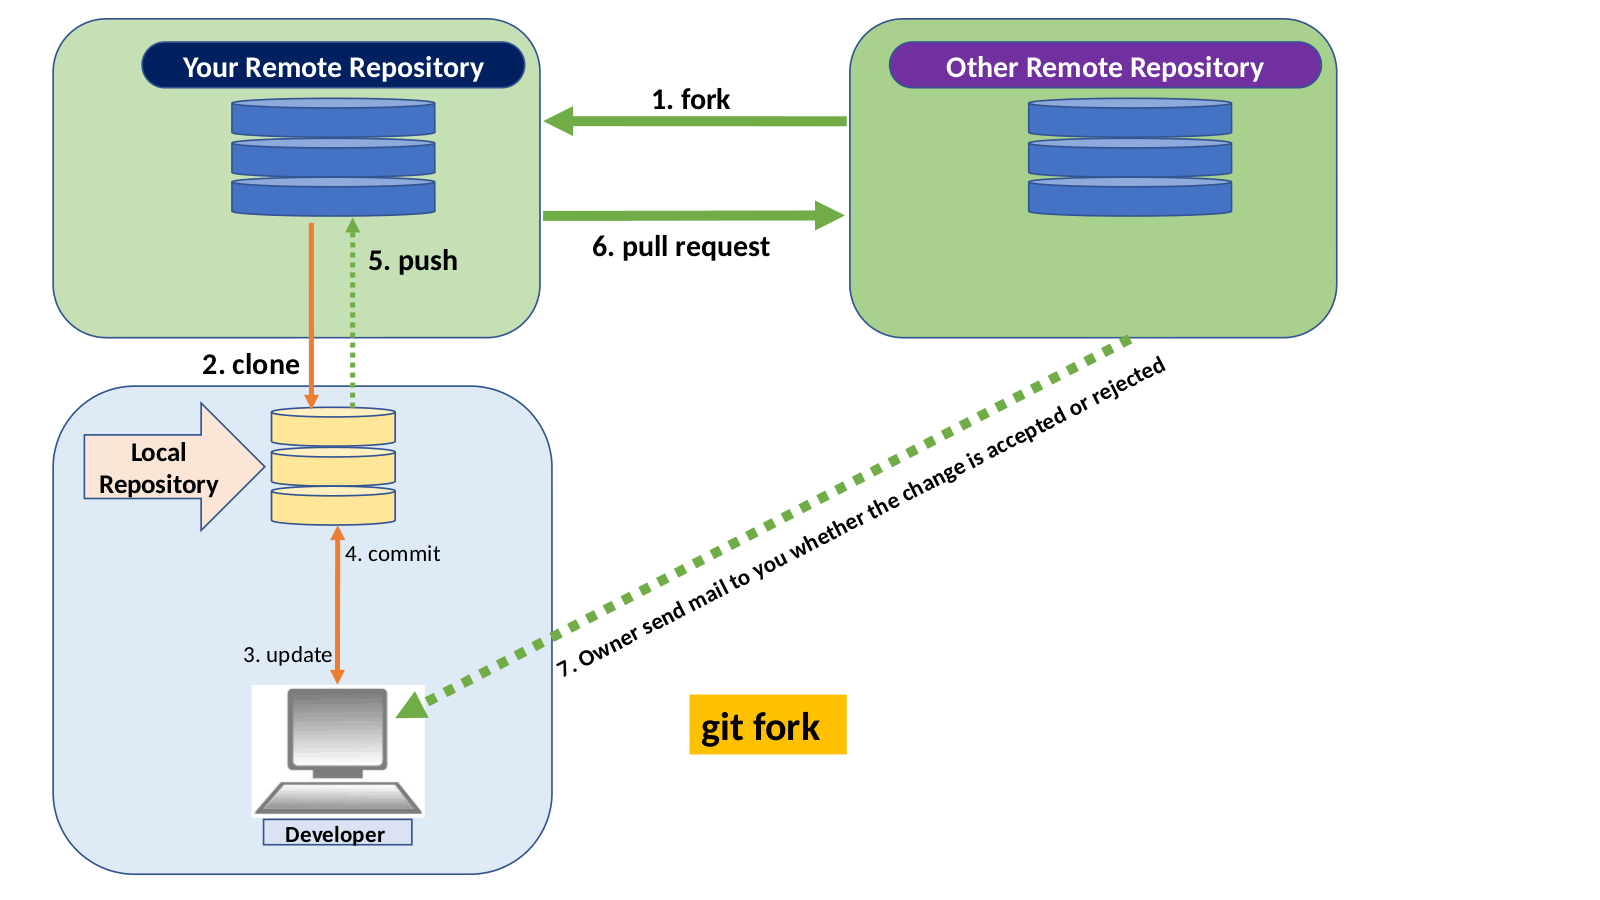 Your Remote Repository
Other Remote Repository
1. fork
6. pull request
5. push
2. clone
Local
Repository
4. commit
3. update
7. Owner send mail to you whether the change is accepted or rejected
git fork
Developer